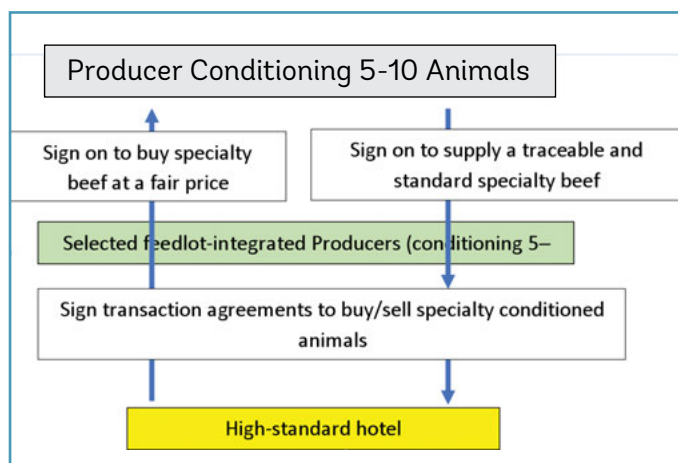 Producer Conditioning 5-10 Animals
Sign on to buy specialty
beef at a fair price
Sign on to supply a traceable and
standard specialty beef
Selected feedlot-integrated Producers (conditioning 5–
Sign transaction agreements to buy/sell specialty conditioned
animals
High-standard hotel